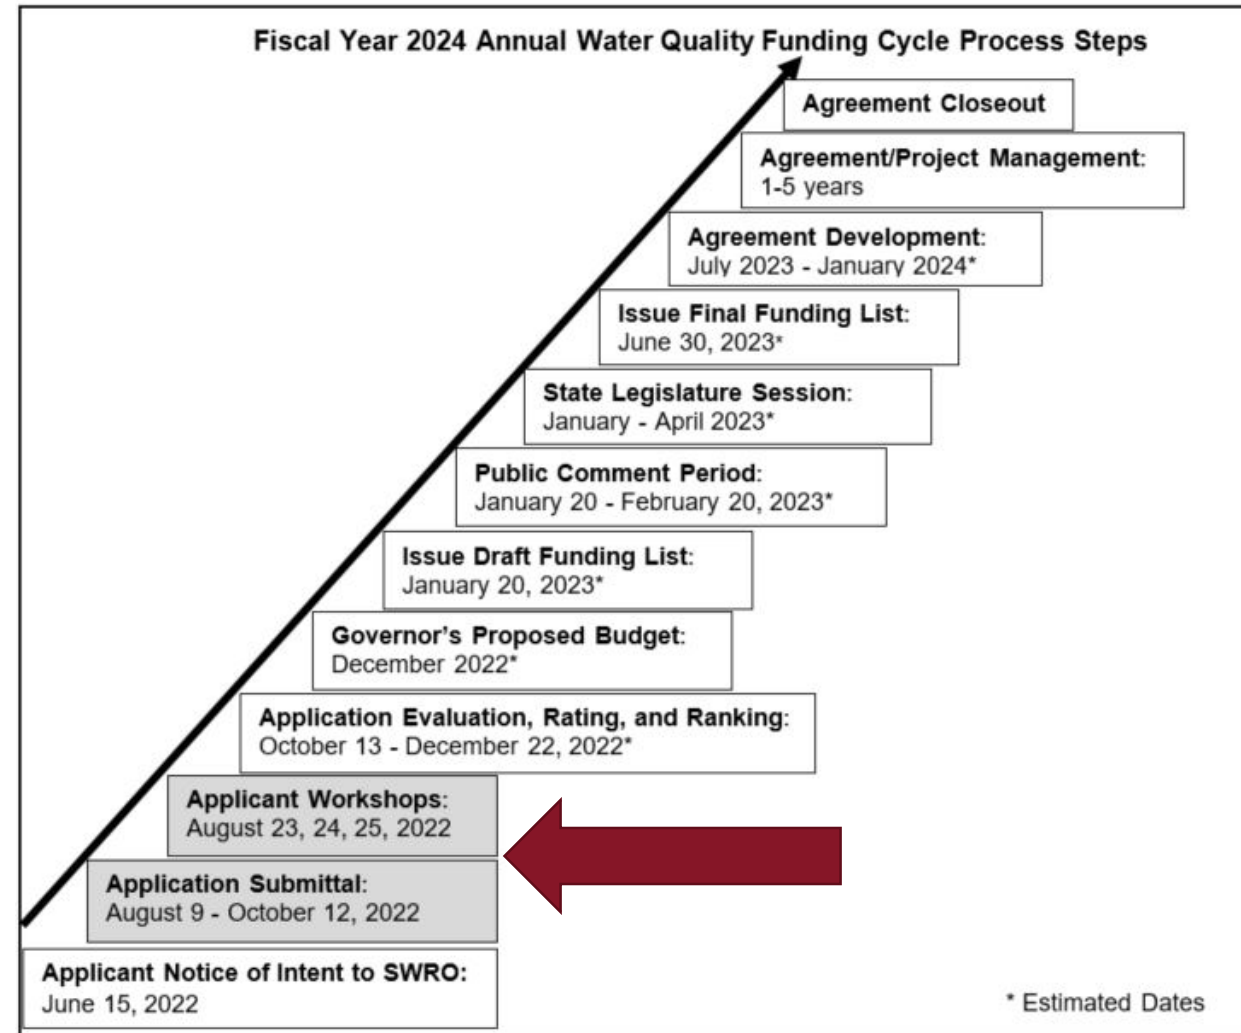 Fiscal Year 2024 Annual Water Quality Funding Cycle Process Steps
Agreement Closeout
Agreement/Project Management:
1-5 years
Agreement Development:
July 2023 - January 2024*
Issue Final Funding List:
June 30, 2023*
State Legislature Session:
January - April 2023*
Public Comment Period:
January 20 - February 20, 2023*
Issue Draft Funding List:
January 20, 2023*
Governor's Proposed Budget:
December 2022*
Application Evaluation, Rating, and Ranking:
October 13 - December 22, 2022*
Applicant Workshops:
August 23, 24, 25, 2022
Application Submittal:
August 9 - October 12, 2022
Applicant Notice of Intent to SWRO:
June 15, 2022
* Estimated Dates